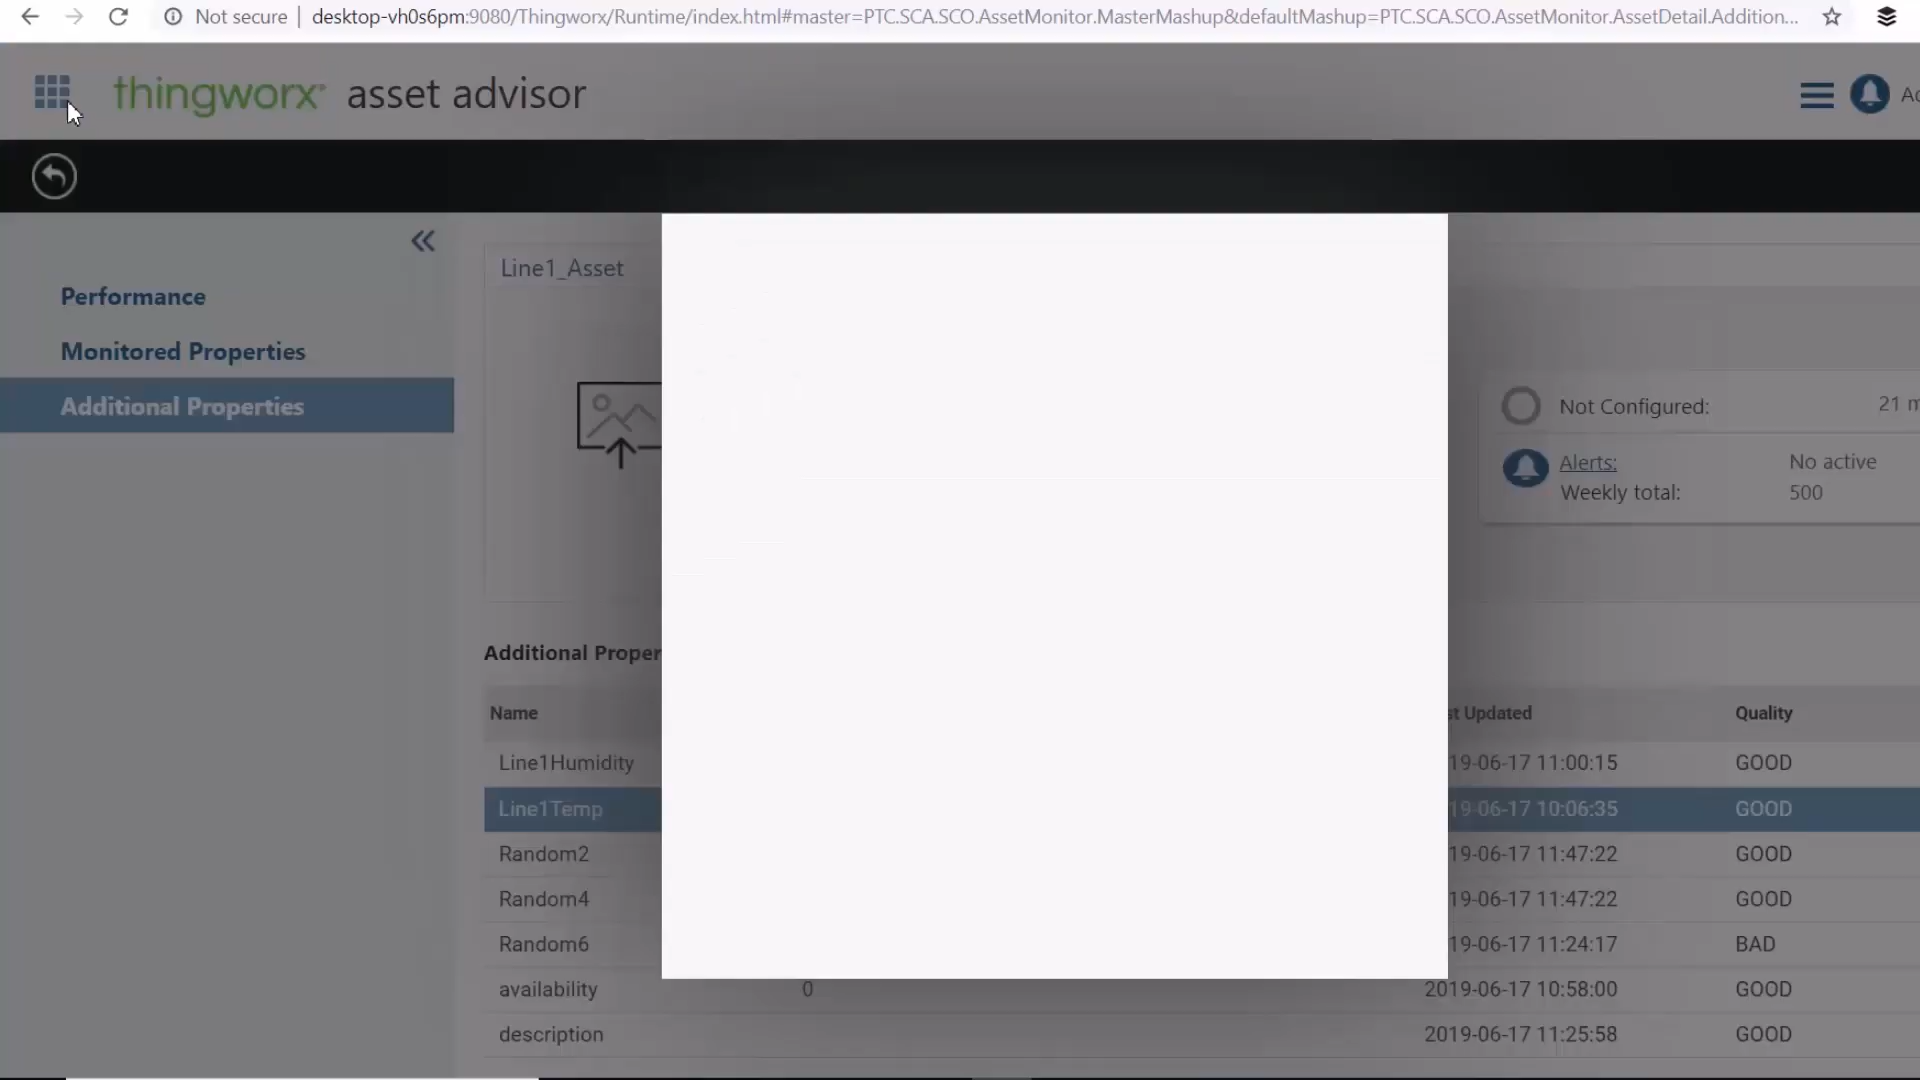 Not secure | desktop-vh0s6pm:9080/Thingworx/Runtime/index.html#master=PTC.SCA.SCO.AssetMonitor.MasterMashup&defaultMashup=PTC.SCA.SCO.AssetMonitor.AssetDetail.Addition...
thingworx asset advisor
Line1_Asset
Performance
Monitored Properties
Additional Properties
Not Configured: 21 m
Alerts: No active
Weekly total: 500
Additional Proper
Name st Updated Quality
Line1Humidity 19-06-17 11:00:15 GOOD
Line1Temp 19-06-17 10:06:35 GOOD
Random2 19-06-17 11:47:22 GOOD
Random4 19-06-17 11:47:22 GOOD
Random6 19-06-17 11:24:17 BAD
availability 0 2019-06-17 10:58:00 GOOD
description 2019-06-17 11:25:58 GOOD